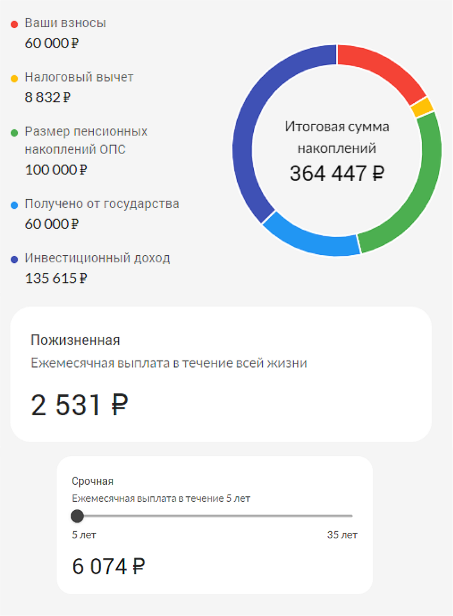 Ваши взносы
60 000 ₽
Налоговый вычет
8 832 ₽
Размер пенсионных
накоплений ОПС
100 000 ₽
Получено от государства
60 000 ₽
Инвестиционный доход
135 615 ₽
Итоговая сумма
накоплений
364 447 ₽
Пожизненная
Ежемесячная выплата в течение всей жизни
2 531 ₽
Срочная
Ежемесячная выплата в течение 5 лет
5 лет 35 лет
6 074 ₽